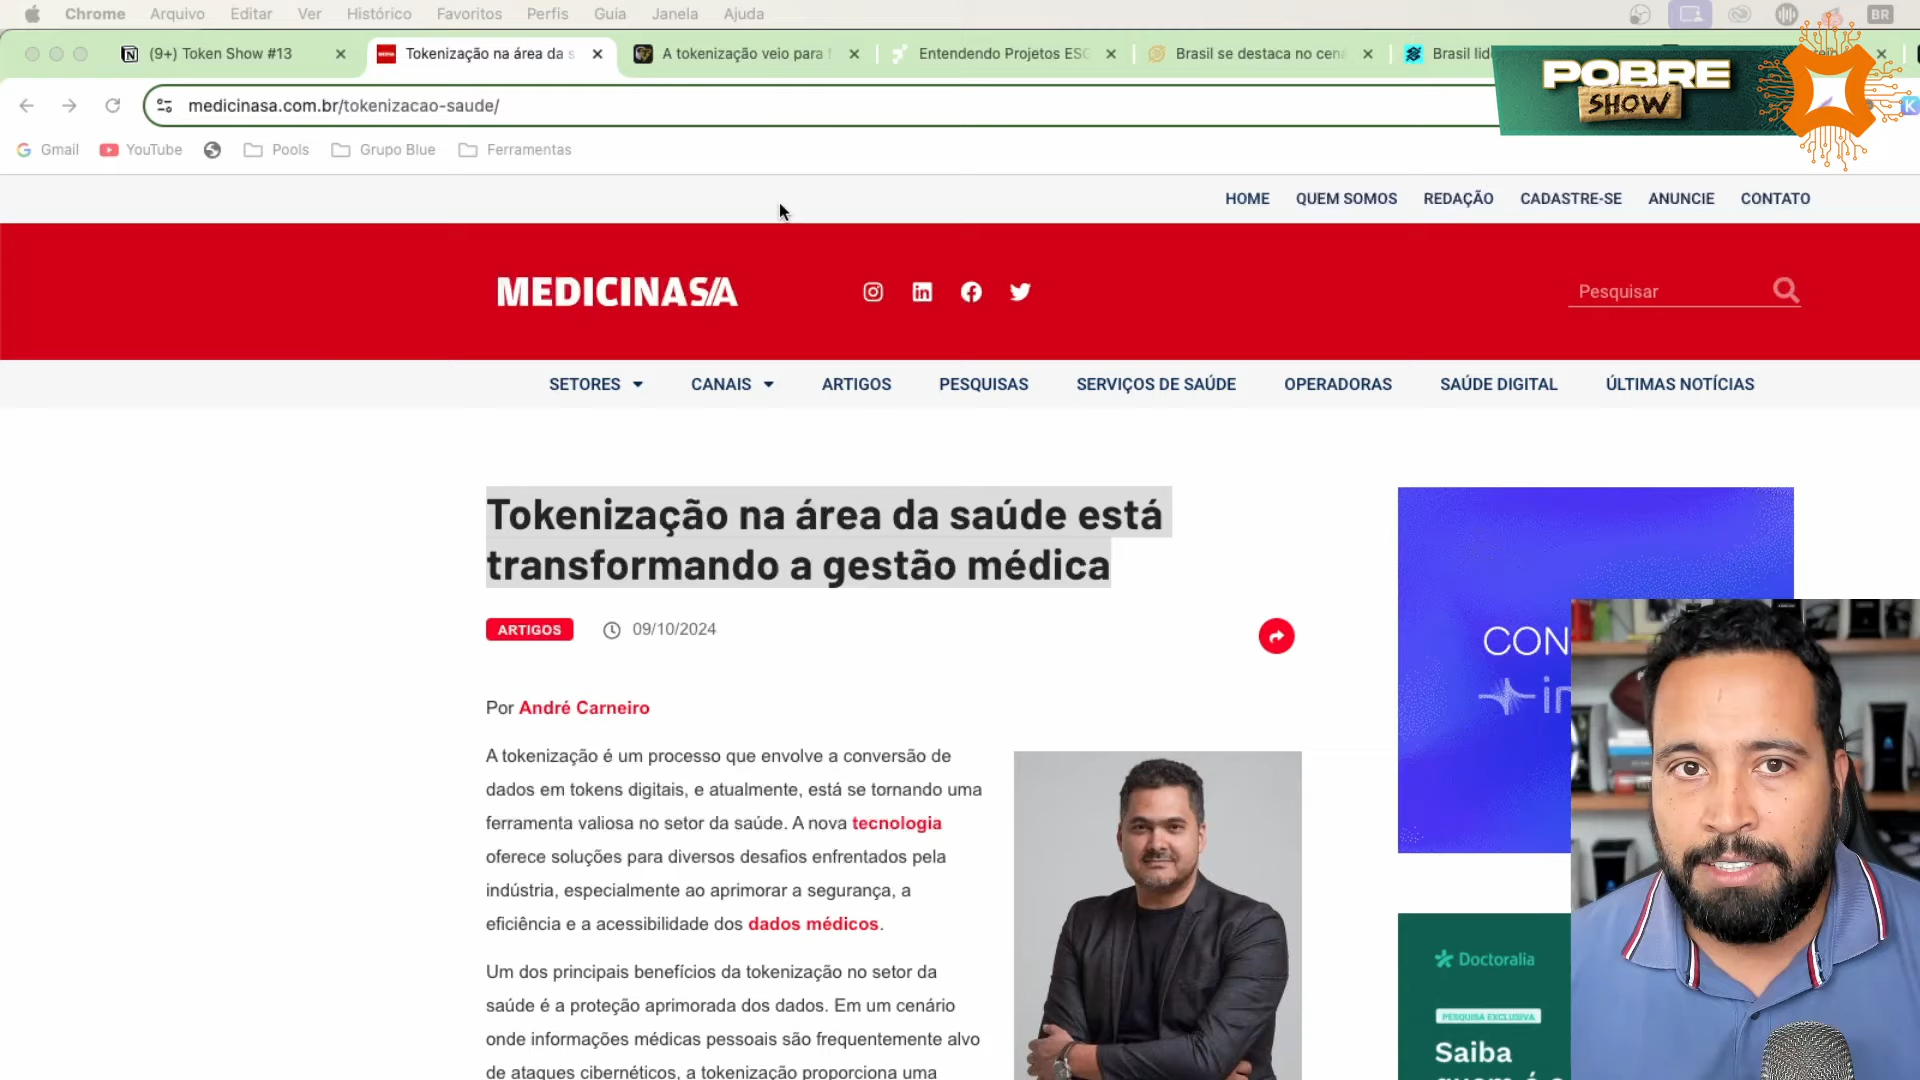 Chrome Arquivo Editar Ver Histórico Favoritos Perfis Guia Janela Ajuda BR
(9+) Token Show #13
Tokenização na área da s
A tokenização veio para
Entendendo Projetos ESG
Brasil se destaca no cen
Brasil lid
POBRE
SHOW
medicinasa.com.br/tokenizacao-saude/
K
Gmail YouTube Pools Grupo Blue Ferramentas
HOME QUEM SOMOS REDAÇÃO CADASTRE-SE ANUNCIE CONTATO
MEDICINASA
Pesquisar
SETORES CANAIS ARTIGOS PESQUISAS SERVIÇOS DE SAÚDE OPERADORAS SAÚDE DIGITAL ÚLTIMAS NOTÍCIAS
Tokenização na área da saúde está
transformando a gestão médica
ARTIGOS 09/10/2024
Por André Carneiro
A tokenização é um processo que envolve a conversão de
dados em tokens digitais, e atualmente, está se tornando uma
ferramenta valiosa no setor da saúde. A nova tecnologia
oferece soluções para diversos desafios enfrentados pela
indústria, especialmente ao aprimorar a segurança, a
eficiência e a acessibilidade dos dados médicos.
Um dos principais benefícios da tokenização no setor da
saúde é a proteção aprimorada dos dados. Em um cenário
onde informações médicas pessoais são frequentemente alvo
de ataques cibernéticos, a tokenização proporciona uma
CON
in
Doctoralia
PESQUISA EXCLUSIVA
Saiba